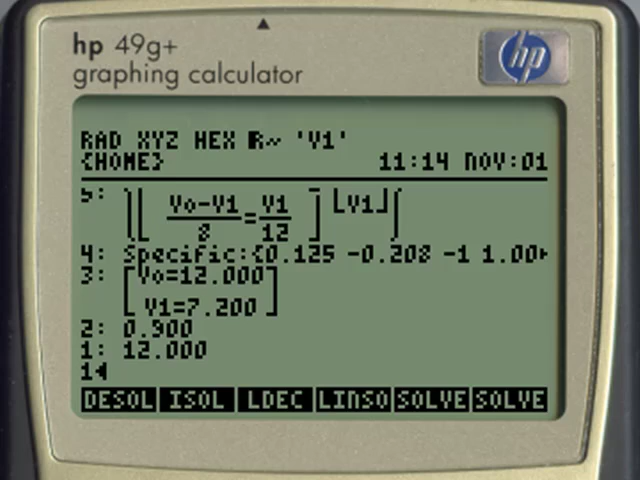 hp 49g+
graphing calculator
hp
RAD XYZ HEX R~ 'V1'
{HOME} 11:14 NOV:01
5: Vo-V1 = V1 [V1]
8 12
4: Specific:{0.125 -0.208 -1 1.00
3: [Vo=12.000
V1=7.200]
2: 0.900
1: 12.000
14
DESOL ISOL LDEC LINSO SOLVE SOLVE